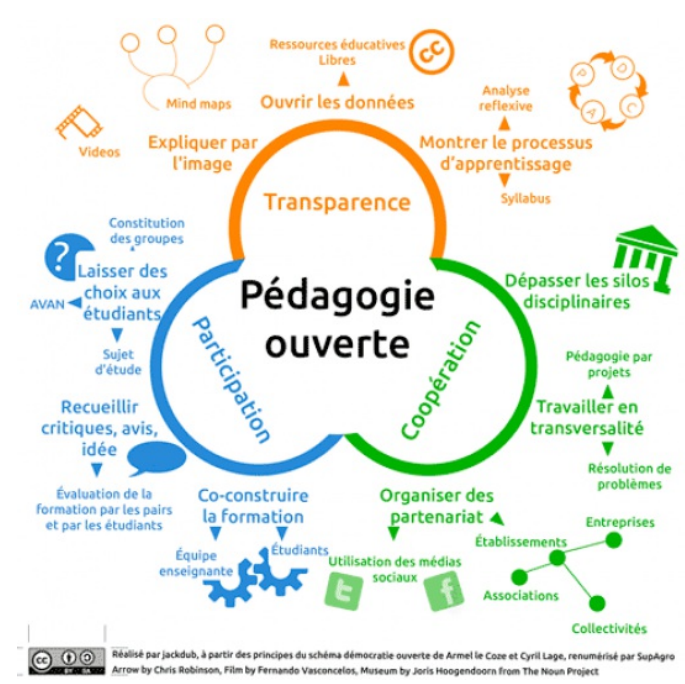 Pédagogie
ouverte
Transparence
Expliquer par
l'image
Mind maps
Videos
Ouvrir les données
Ressources éducatives
Libres
cc
Montrer le processus
d'apprentissage
Analyse
réflexive
P
D
C
A
Syllabus
Coopération
Dépasser les silos
disciplinaires
Travailler en
transversalité
Pédagogie par
projets
Résolution de
problèmes
Organiser des
partenariat
Utilisation des médias
sociaux
t
f
Établissements
Entreprises
Associations
Collectivités
Participation
Laisser des
choix aux
étudiants
?
Constitution
des groupes
AVAN
Sujet
d'étude
Recueillir
critiques, avis,
idée
Évaluation de la
formation par les pairs
et par les étudiants
Co-construire
la formation
Équipe
enseignante
Étudiants
cc
BY SA
Réalisé par jackdub, à partir des principes du schéma démocratie ouverte de Armel le Coze et Cyril Lage, renumérisé par SupAgro
Arrow by Chris Robinson, Film by Fernando Vasconcelos, Museum by Joris Hoogendoorn from The Noun Project